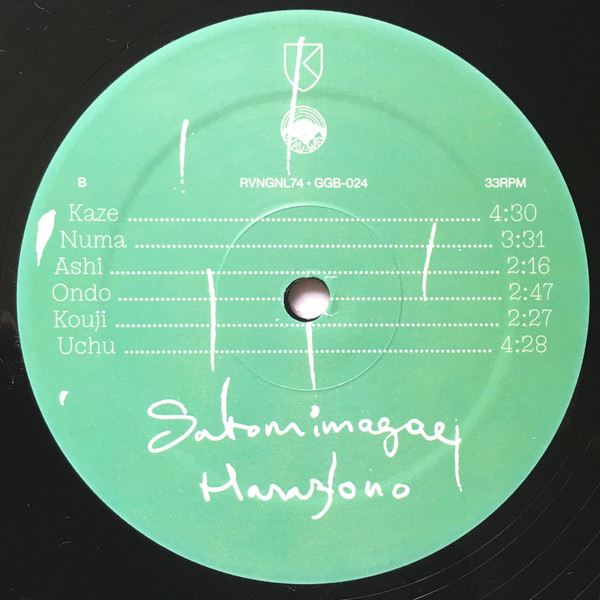 B RVNGNL74 • GGB-024 33RPM
Kaze 4:30
Numa 3:31
Ashi 2:16
Ondo 2:47
Kouji 2:27
Uchu 4:28
Satomimagae
Hanazono